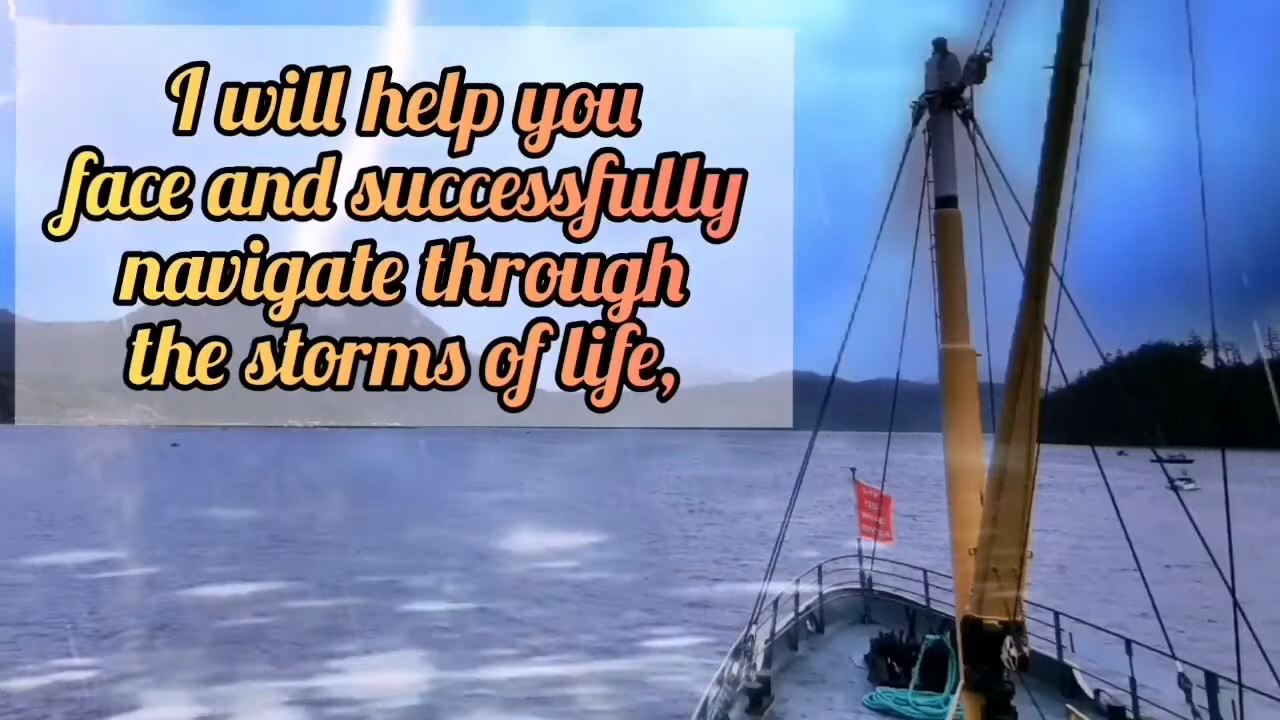 I will help you
face and successfully
navigate through
the storms of life,